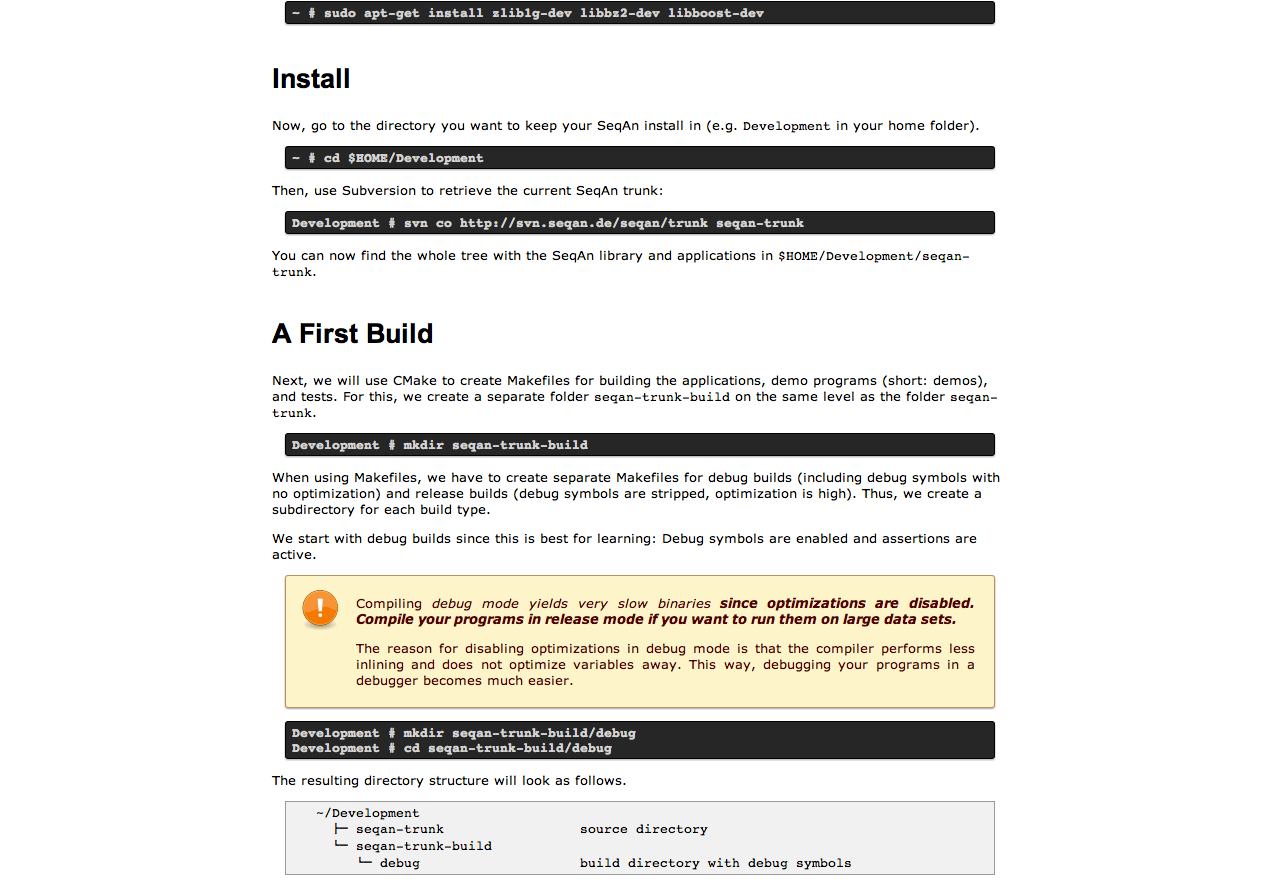 ~ # sudo apt-get install zlib1g-dev libbz2-dev libboost-dev
Install
Now, go to the directory you want to keep your SeqAn install in (e.g. Development in your home folder).
~ # cd $HOME/Development
Then, use Subversion to retrieve the current SeqAn trunk:
Development # svn co http://svn.seqan.de/seqan/trunk seqan-trunk
You can now find the whole tree with the SeqAn library and applications in $HOME/Development/seqan-
trunk.
A First Build
Next, we will use CMake to create Makefiles for building the applications, demo programs (short: demos),
and tests. For this, we create a separate folder seqan-trunk-build on the same level as the folder seqan-
trunk.
Development # mkdir seqan-trunk-build
When using Makefiles, we have to create separate Makefiles for debug builds (including debug symbols with
no optimization) and release builds (debug symbols are stripped, optimization is high). Thus, we create a
subdirectory for each build type.
We start with debug builds since this is best for learning: Debug symbols are enabled and assertions are
active.
Compiling debug mode yields very slow binaries since optimizations are disabled.
Compile your programs in release mode if you want to run them on large data sets.
The reason for disabling optimizations in debug mode is that the compiler performs less
inlining and does not optimize variables away. This way, debugging your programs in a
debugger becomes much easier.
Development # mkdir seqan-trunk-build/debug
Development # cd seqan-trunk-build/debug
The resulting directory structure will look as follows.
~/Development
├─ seqan-trunk source directory
└─ seqan-trunk-build
└─ debug build directory with debug symbols